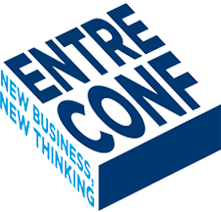 ENTRE
CONF
NEW BUSINESS,
NEW THINKING